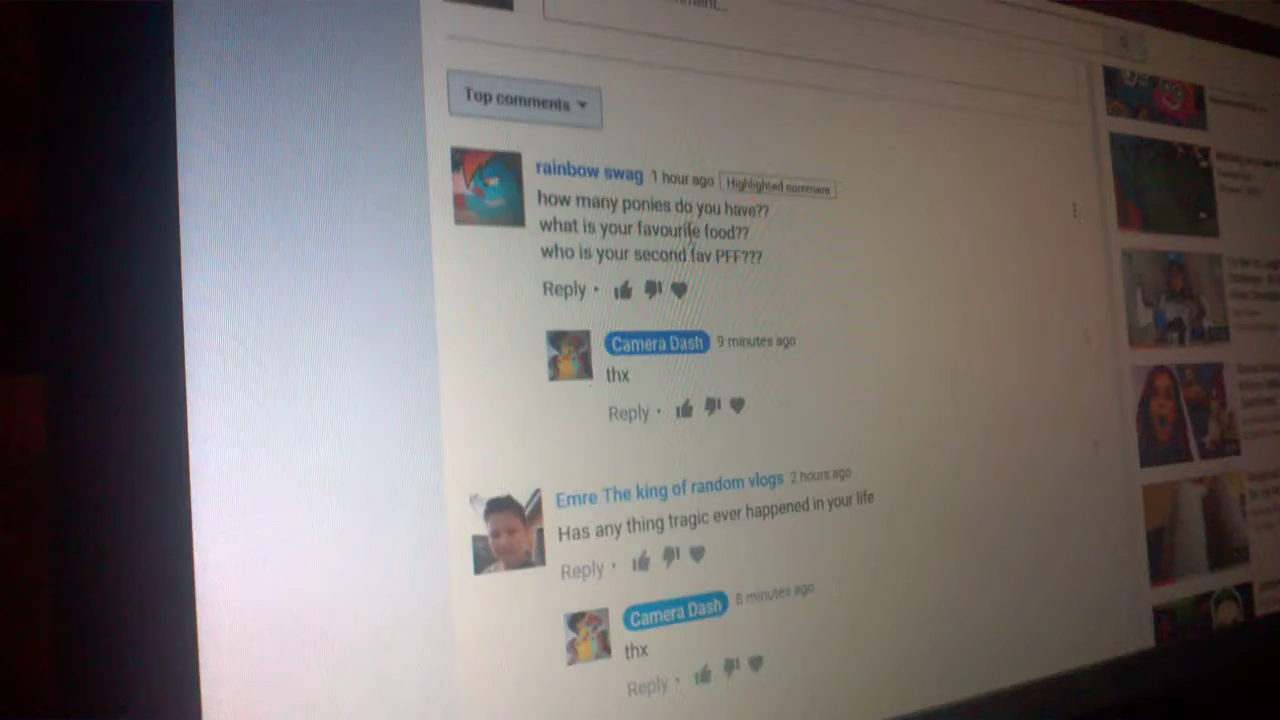 Top comments
rainbow swag 1 hour ago Highlighted comment
how many ponies do you have??
what is your favourite food??
who is your second fav PFF???
Reply
Camera Dash 9 minutes ago
thx
Reply
Emre The king of random vlogs 2 hours ago
Has any thing tragic ever happened in your life
Reply
Camera Dash 8 minutes ago
thx
Reply